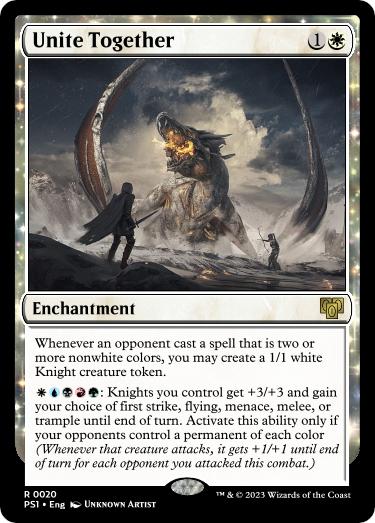 Unite Together 1
Enchantment
Whenever an opponent cast a spell that is two or
more nonwhite colors, you may create a 1/1 white
Knight creature token.
: Knights you control get +3/+3 and gain
your choice of first strike, flying, menace, melee, or
trample until end of turn. Activate this ability only if
your opponents control a permanent of each color
(Whenever that creature attacks, it gets +1/+1 until end
of turn for each opponent you attacked this combat.)
R 0020
PS1 • Eng Unknown Artist
™ & © 2023 Wizards of the Coast